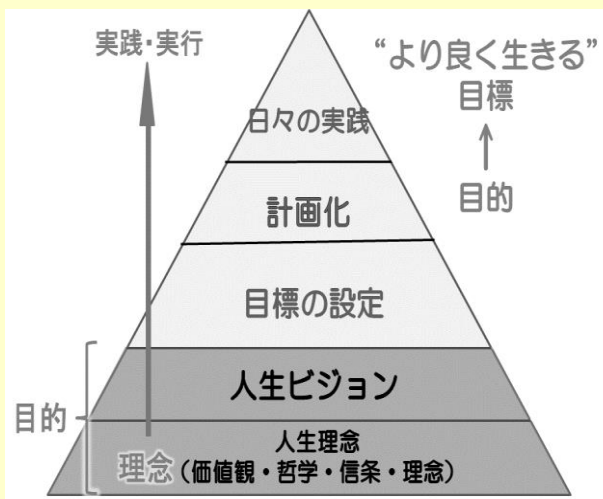 実践・実行
“より良く生きる”
目標
目的
日々の実践
計画化
目標の設定
人生ビジョン
目的
人生理念
理念（価値観・哲学・信条・理念）